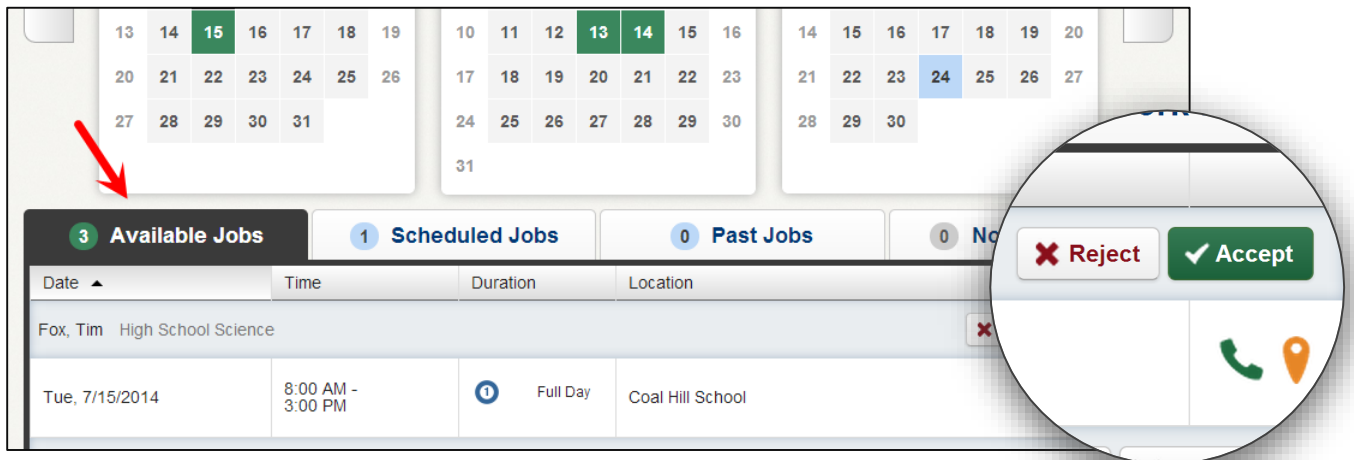 13 14 15 16 17 18 19 10 11 12 13 14 15 16 14 15 16 17 18 19 20
20 21 22 23 24 25 26 17 18 19 20 21 22 23 21 22 23 24 25 26 27
27 28 29 30 31 24 25 26 27 28 29 30 28 29 30
31
3 Available Jobs 1 Scheduled Jobs 0 Past Jobs 0
Date Time Duration Location
Fox, Tim High School Science Reject Accept
Tue, 7/15/2014 8:00 AM - 1 Full Day Coal Hill School
3:00 PM